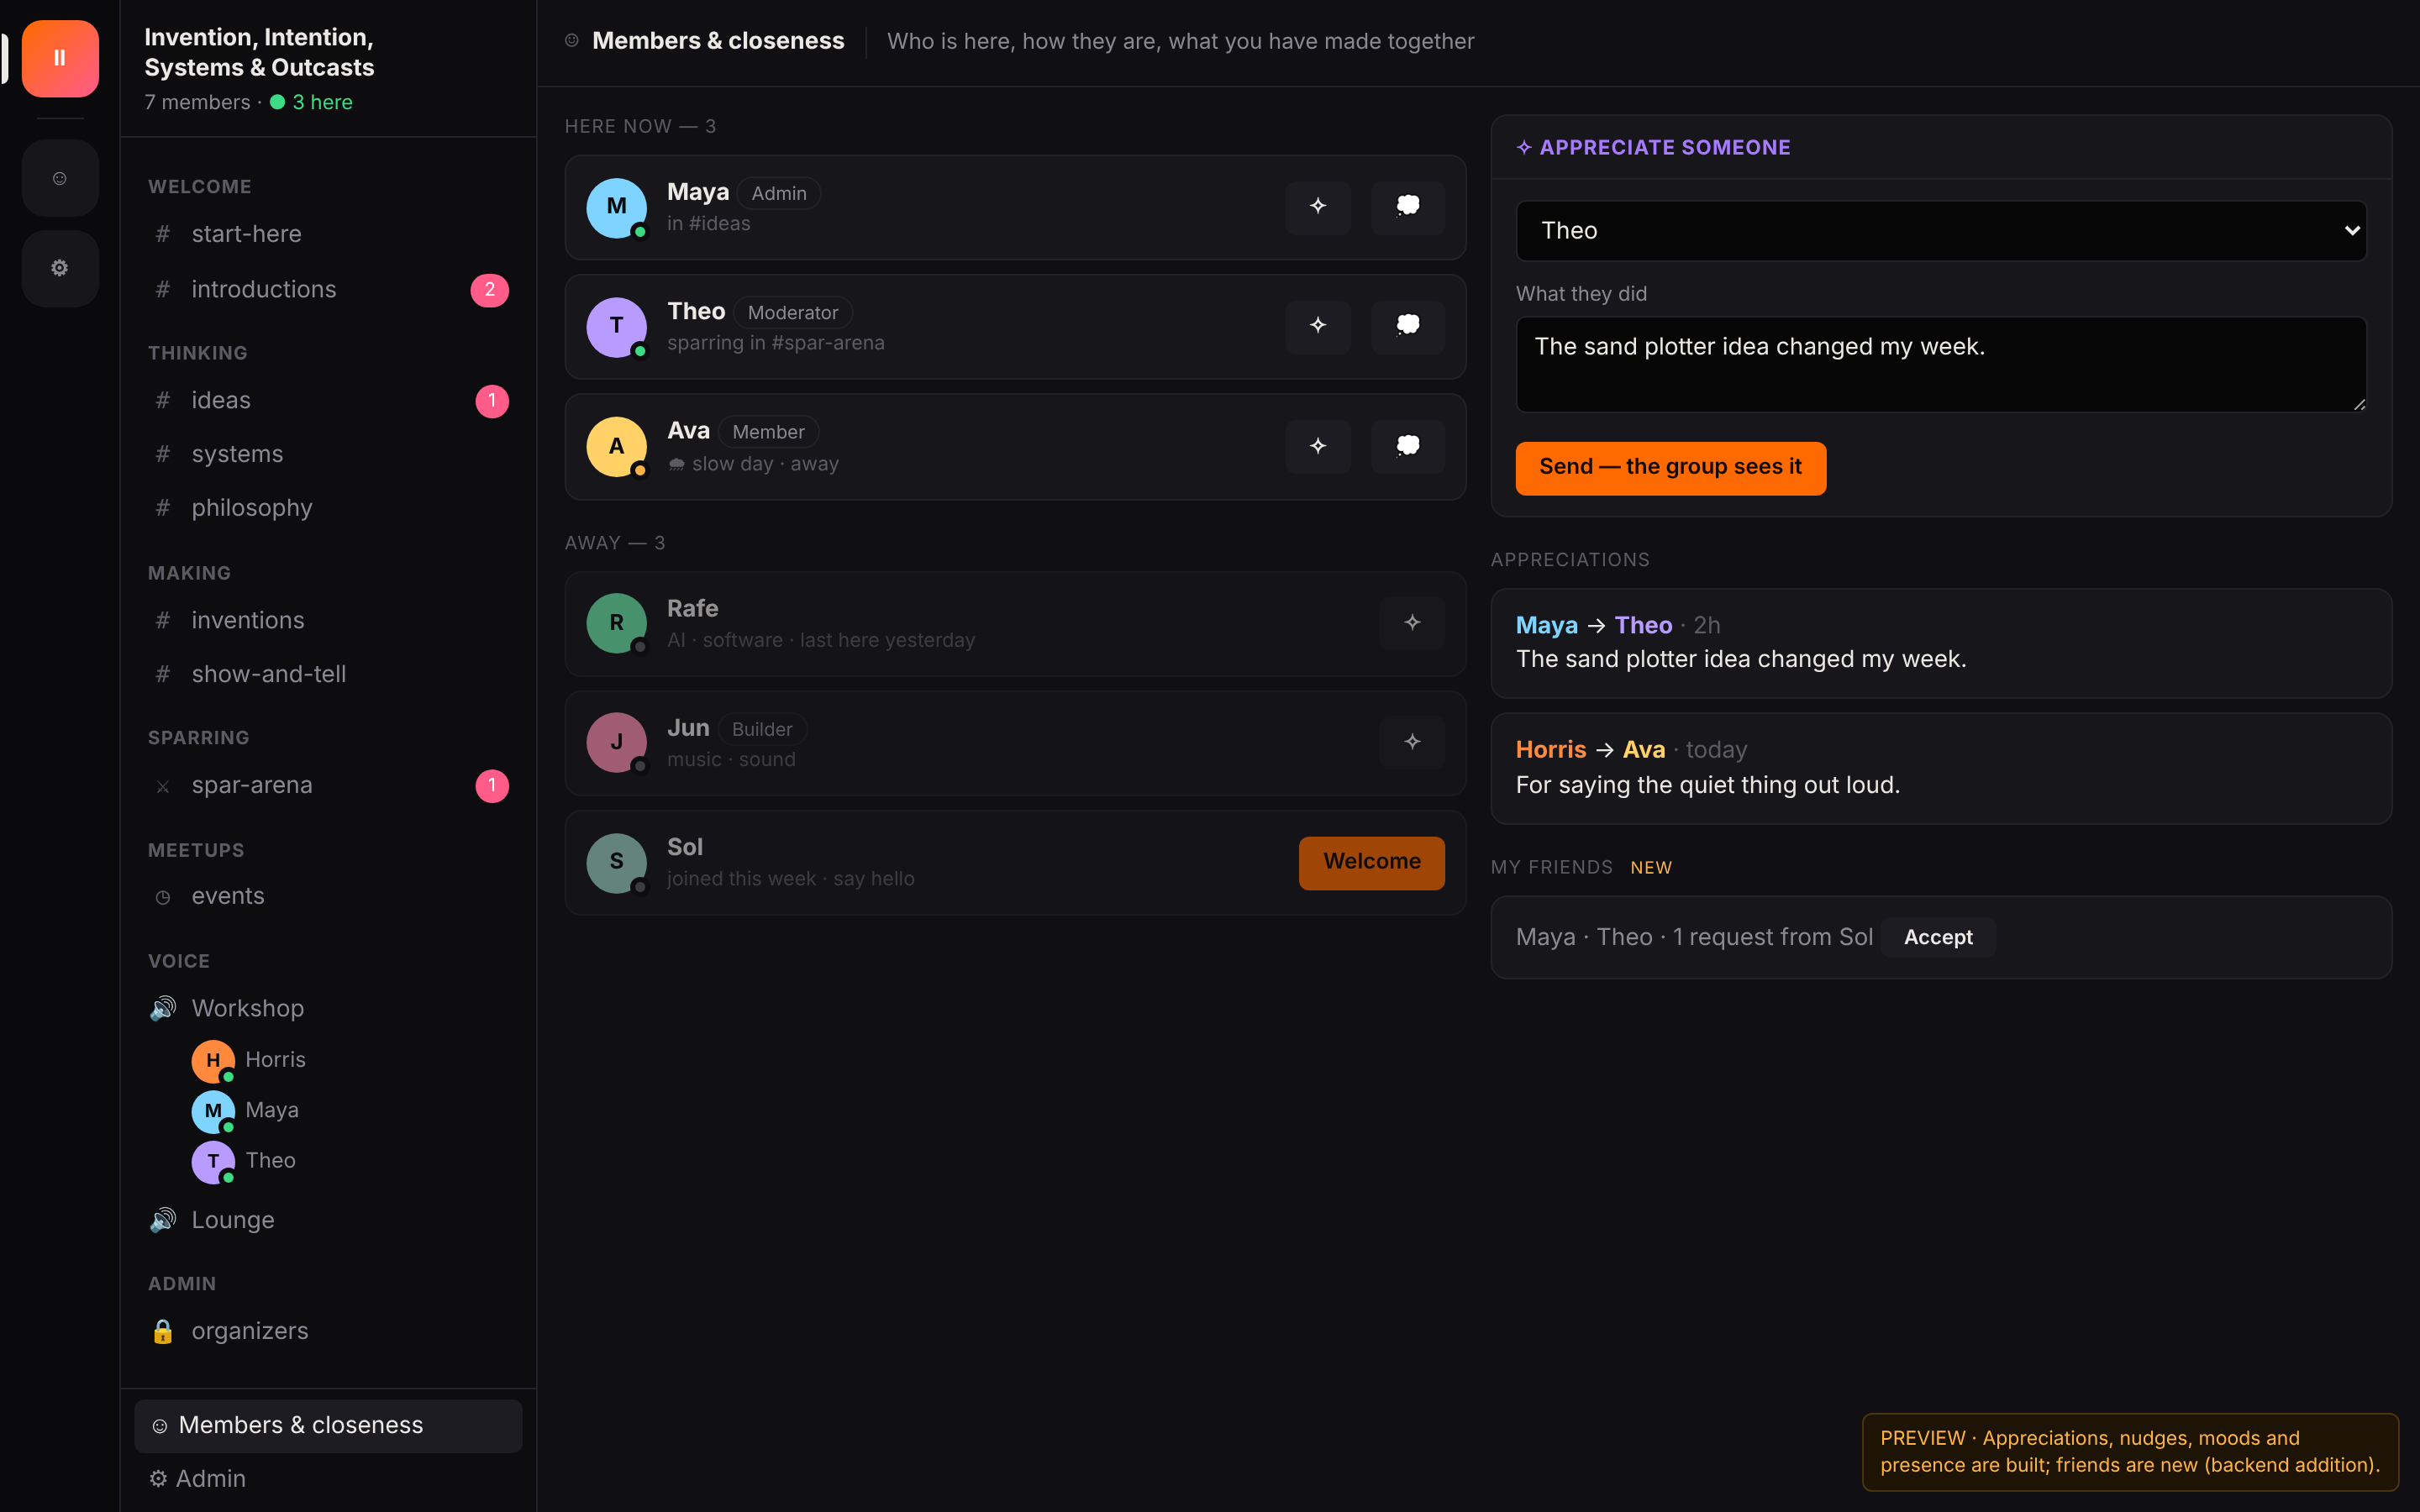 II
Invention, Intention,
Systems & Outcasts
7 members · 3 here
WELCOME
# start-here
# introductions 2
THINKING
# ideas 1
# systems
# philosophy
MAKING
# inventions
# show-and-tell
SPARRING
⚔ spar-arena 1
MEETUPS
◷ events
VOICE
🔊 Workshop
H Horris
M Maya
T Theo
🔊 Lounge
ADMIN
🔒 organizers
☺ Members & closeness
⚙ Admin
☺ Members & closeness Who is here, how they are, what you have made together
HERE NOW — 3
M Maya Admin
in #ideas
T Theo Moderator
sparring in #spar-arena
A Ava Member
🌧 slow day · away
AWAY — 3
R Rafe
AI · software · last here yesterday
J Jun Builder
music · sound
S Sol
joined this week · say hello
Welcome
✧ APPRECIATE SOMEONE
Theo
What they did
The sand plotter idea changed my week.
Send — the group sees it
APPRECIATIONS
Maya → Theo · 2h
The sand plotter idea changed my week.
Horris → Ava · today
For saying the quiet thing out loud.
MY FRIENDS NEW
Maya · Theo · 1 request from Sol Accept
PREVIEW · Appreciations, nudges, moods and
presence are built; friends are new (backend addition).